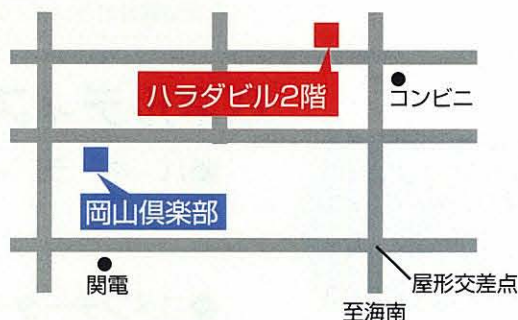 ハラダビル2階
コンビニ
岡山倶楽部
関電
屋形交差点
至海南